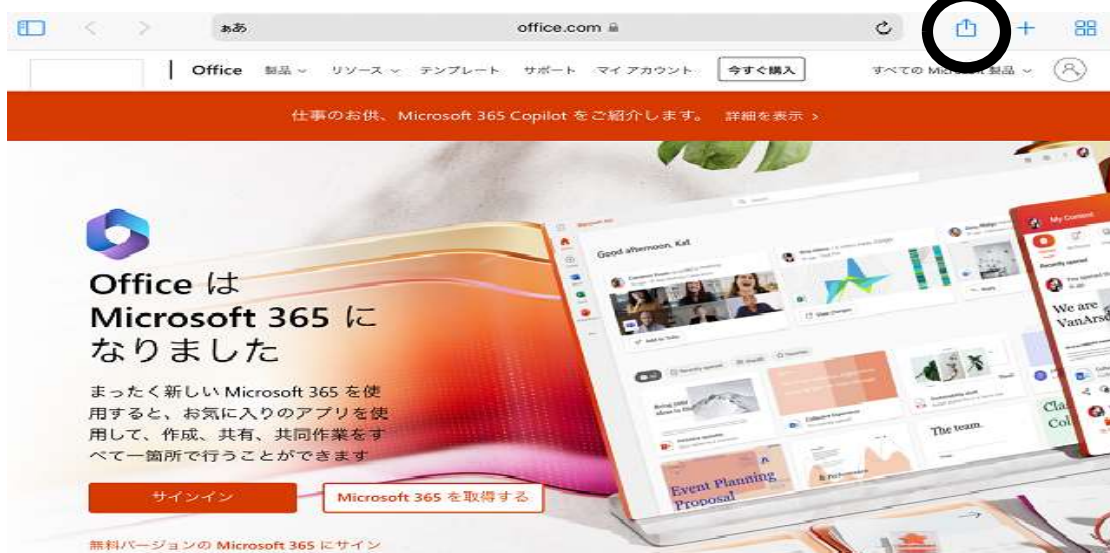 ぁあ
office.com
Office 製品 リソース テンプレート サポート マイ アカウント 今すぐ購入 すべての Microsoft 製品
仕事のお供、Microsoft 365 Copilot をご紹介します。 詳細を表示 >
Good afternoon, Kat
My Content
Recently opened
Add to
We are
VanArsd
Office は
Microsoft 365 に
なりました
まったく新しい Microsoft 365 を使
用すると、お気に入りのアプリを使
用して、作成、共有、共同作業をす
べて一箇所で行うことができます
The team.
Cla
Col
Event Planning
Proposal
サインイン
Microsoft 365 を取得する
無料バージョンの Microsoft 365 にサイン